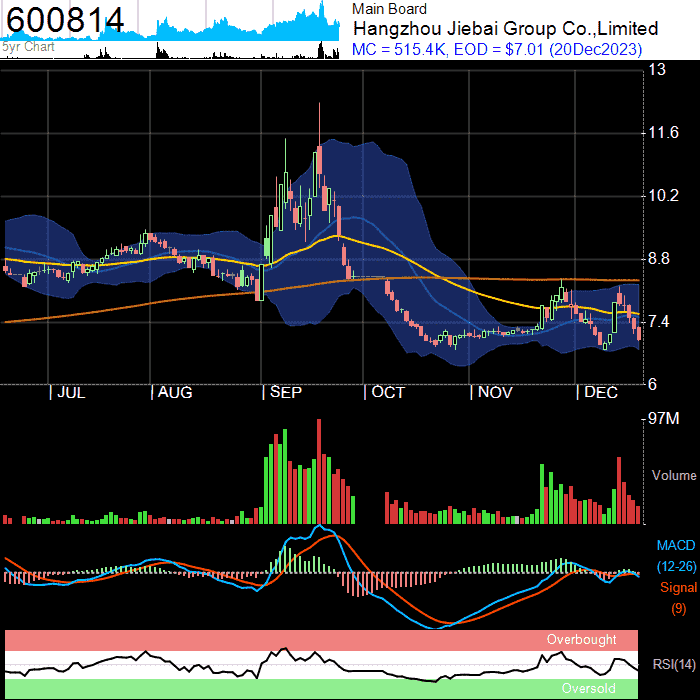 600814
5yr Chart
Main Board
Hangzhou Jiebai Group Co.,Limited
MC = 515.4K, EOD = $7.01 (20Dec2023)
13
11.6
10.2
8.8
7.4
6
| JUL | AUG | SEP | OCT | NOV | DEC
97M
Volume
MACD
(12-26)
Signal
(9)
Overbought
RSI(14)
Oversold